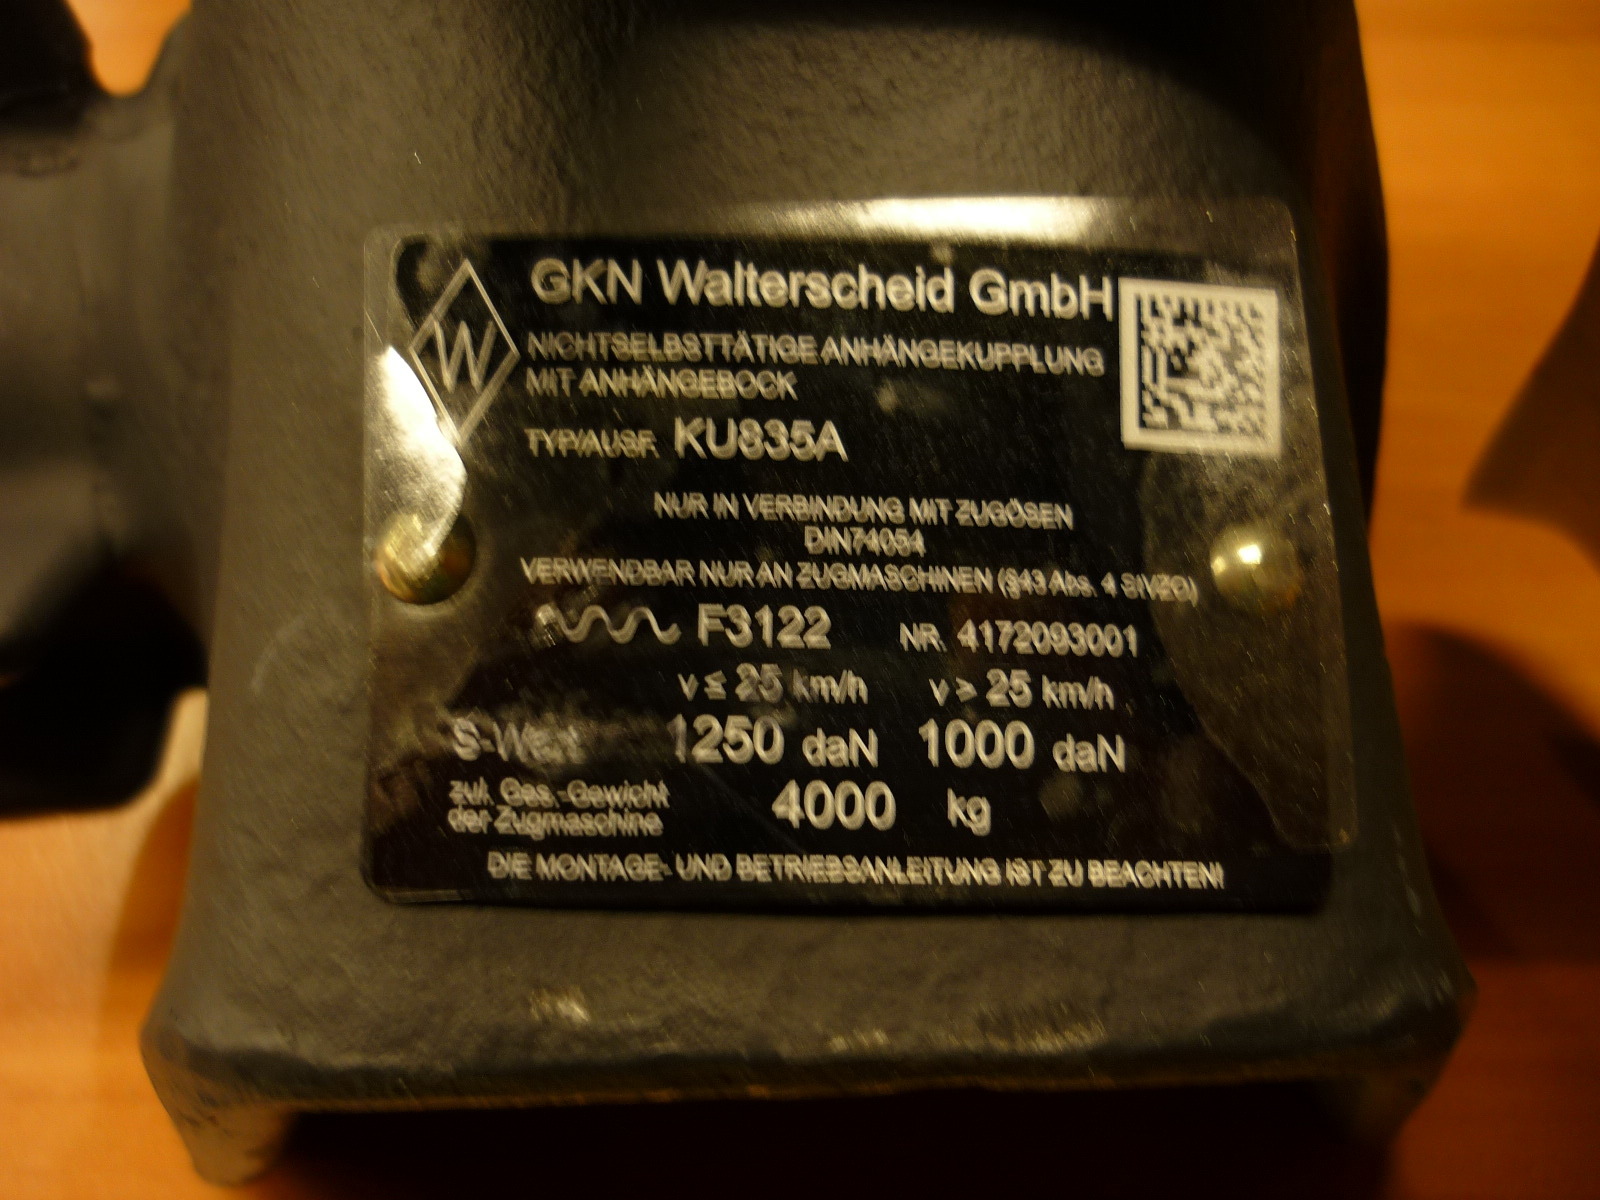 W
GKN Walterscheid GmbH
NICHTSELBSTTÄTIGE ANHÄNGEKUPPLUNG
MIT ANHÄNGEBOCK
TYP/AUSF. KU835A
NUR IN VERBINDUNG MIT ZUGÖSEN
DIN74054
VERWENDBAR NUR AN ZUGMASCHINEN (§43 Abs. 4 StVZO)
F3122 NR. 4172093001
v ≤ 25 km/h v > 25 km/h
S-Wert 1250 daN 1000 daN
zul. Ges.-Gewicht
der Zugmaschine 4000 kg
DIE MONTAGE- UND BETRIEBSANLEITUNG IST ZU BEACHTEN!